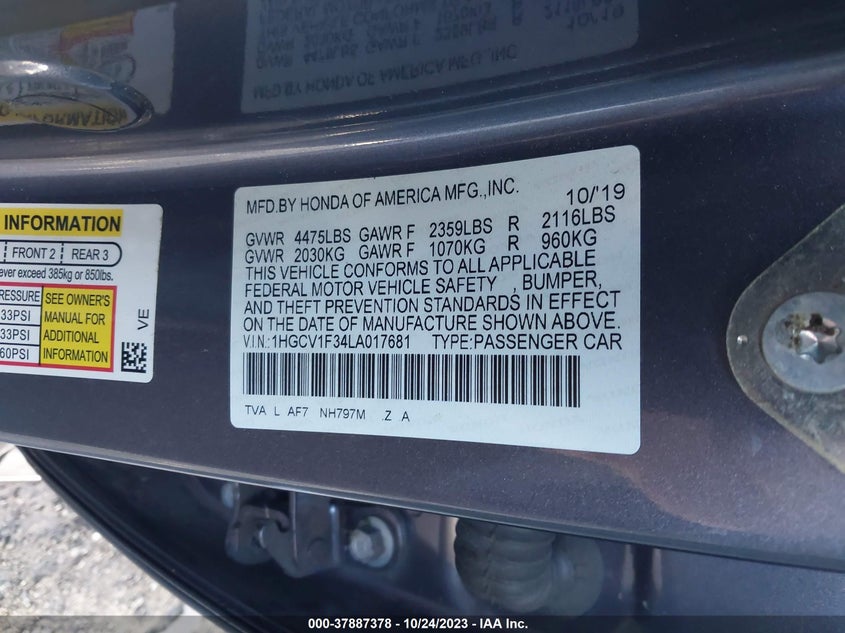 MFD.BY HONDA OF AMERICA MFG.,INC. 10/'19
GVWR 4475LBS GAWR F 2359LBS R 2116LBS
GVWR 2030KG GAWR F 1070KG R 960KG
THIS VEHICLE CONFORMS TO ALL APPLICABLE
FEDERAL MOTOR VEHICLE SAFETY , BUMPER,
AND THEFT PREVENTION STANDARDS IN EFFECT
ON THE DATE OF MANUFACTURE SHOWN ABOVE.
V.I.N.:1HGCV1F34LA017681 TYPE:PASSENGER CAR
TVA L AF7 NH797M .Z A
INFORMATION
FRONT 2 REAR 3
ever exceed 385kg or 850lbs.
RESSURE
33PSI
33PSI
60PSI
SEE OWNER'S
MANUAL FOR
ADDITIONAL
INFORMATION
VE
000-37887378 - 10/24/2023 - IAA Inc.